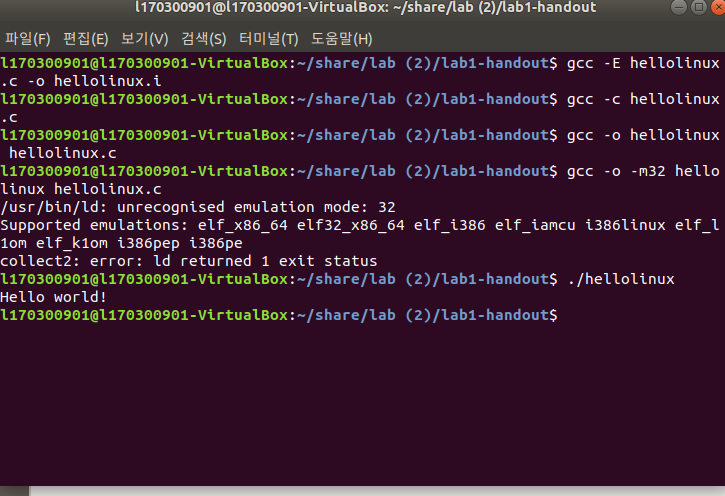 l170300901@l170300901-VirtualBox: ~/share/lab (2)/lab1-handout
파일(F) 편집(E) 보기(V) 검색(S) 터미널(T) 도움말(H)
l170300901@l170300901-VirtualBox:~/share/lab (2)/lab1-handout$ gcc -E hellolinux
.c -o hellolinux.i
l170300901@l170300901-VirtualBox:~/share/lab (2)/lab1-handout$ gcc -c hellolinux
.c
l170300901@l170300901-VirtualBox:~/share/lab (2)/lab1-handout$ gcc -o hellolinux
 hellolinux.c
l170300901@l170300901-VirtualBox:~/share/lab (2)/lab1-handout$ gcc -o -m32 hello
linux hellolinux.c
/usr/bin/ld: unrecognised emulation mode: 32
Supported emulations: elf_x86_64 elf32_x86_64 elf_i386 elf_iamcu i386linux elf_l
1om elf_k1om i386pep i386pe
collect2: error: ld returned 1 exit status
l170300901@l170300901-VirtualBox:~/share/lab (2)/lab1-handout$ ./hellolinux
Hello world!
l170300901@l170300901-VirtualBox:~/share/lab (2)/lab1-handout$